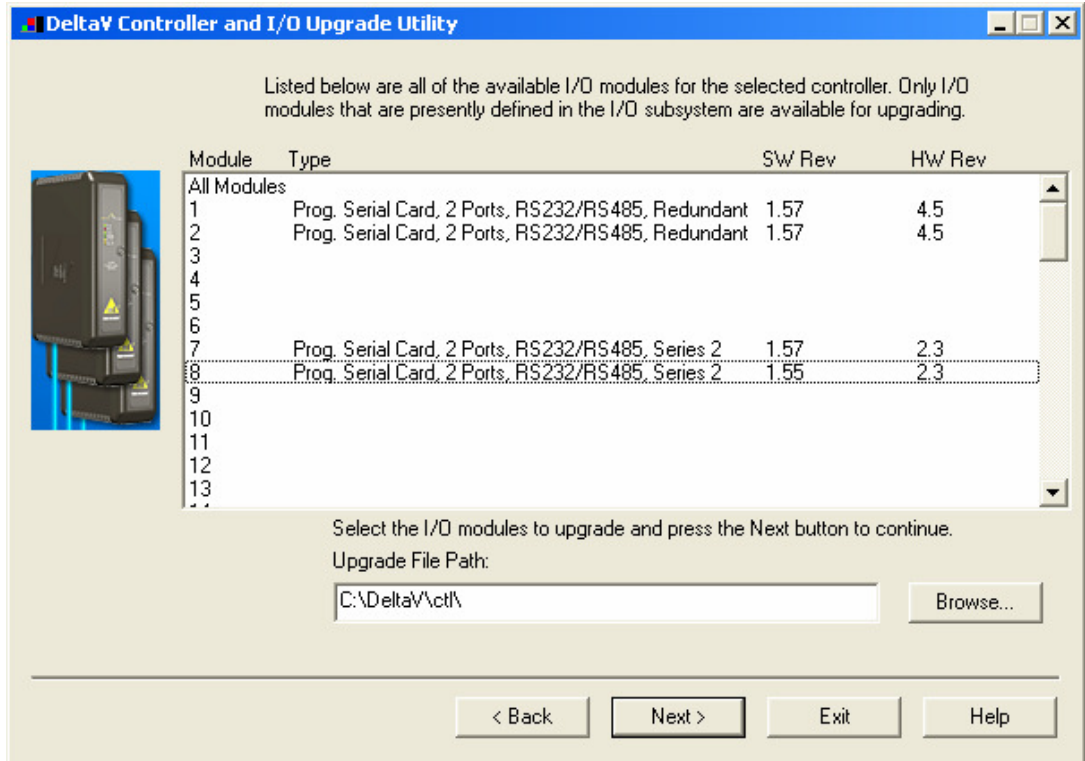 DeltaV Controller and I/O Upgrade Utility
Listed below are all of the available I/O modules for the selected controller. Only I/O
modules that are presently defined in the I/O subsystem are available for upgrading.
Module Type SW Rev HW Rev
All Modules
1 Prog. Serial Card, 2 Ports, RS232/RS485, Redundant 1.57 4.5
2 Prog. Serial Card, 2 Ports, RS232/RS485, Redundant 1.57 4.5
3
4
5
6
7 Prog. Serial Card, 2 Ports, RS232/RS485, Series 2 1.57 2.3
8 Prog. Serial Card, 2 Ports, RS232/RS485, Series 2 1.55 2.3
9
10
11
12
13
Select the I/O modules to upgrade and press the Next button to continue.
Upgrade File Path:
C:\DeltaV\ctl\ Browse...
< Back Next > Exit Help